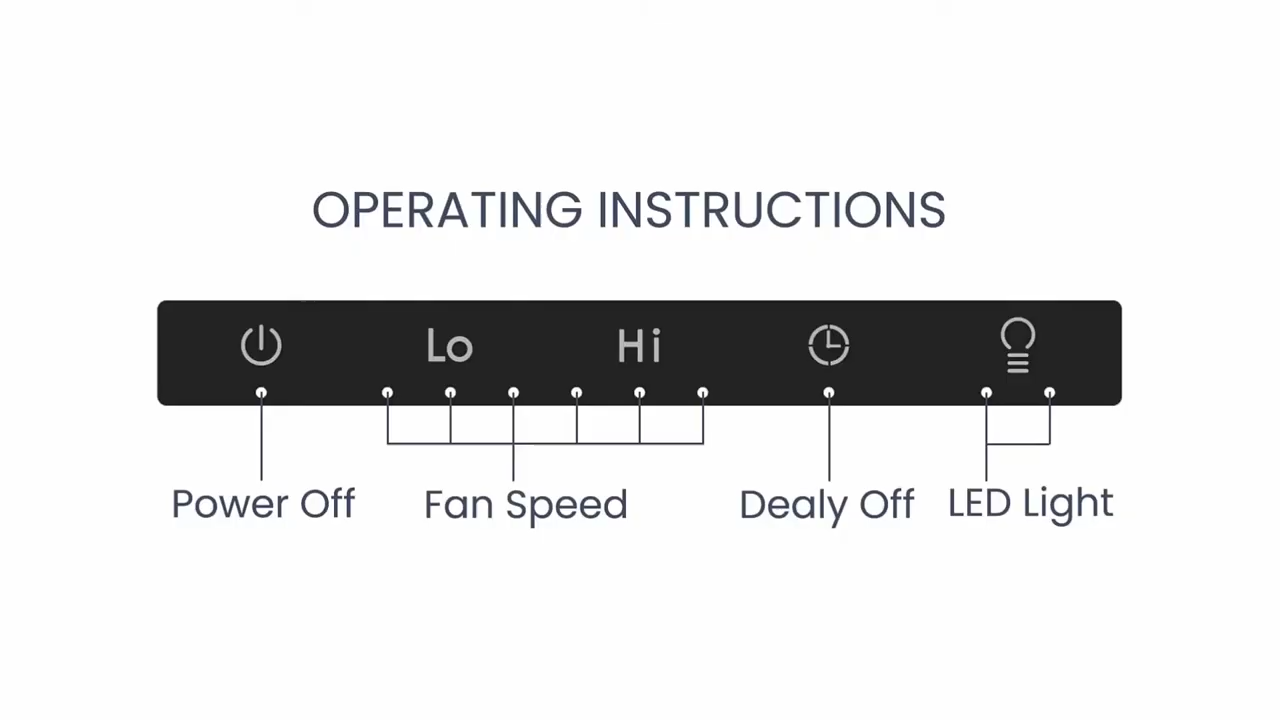 OPERATING INSTRUCTIONS
Lo Hi
Power Off Fan Speed Dealy Off LED Light